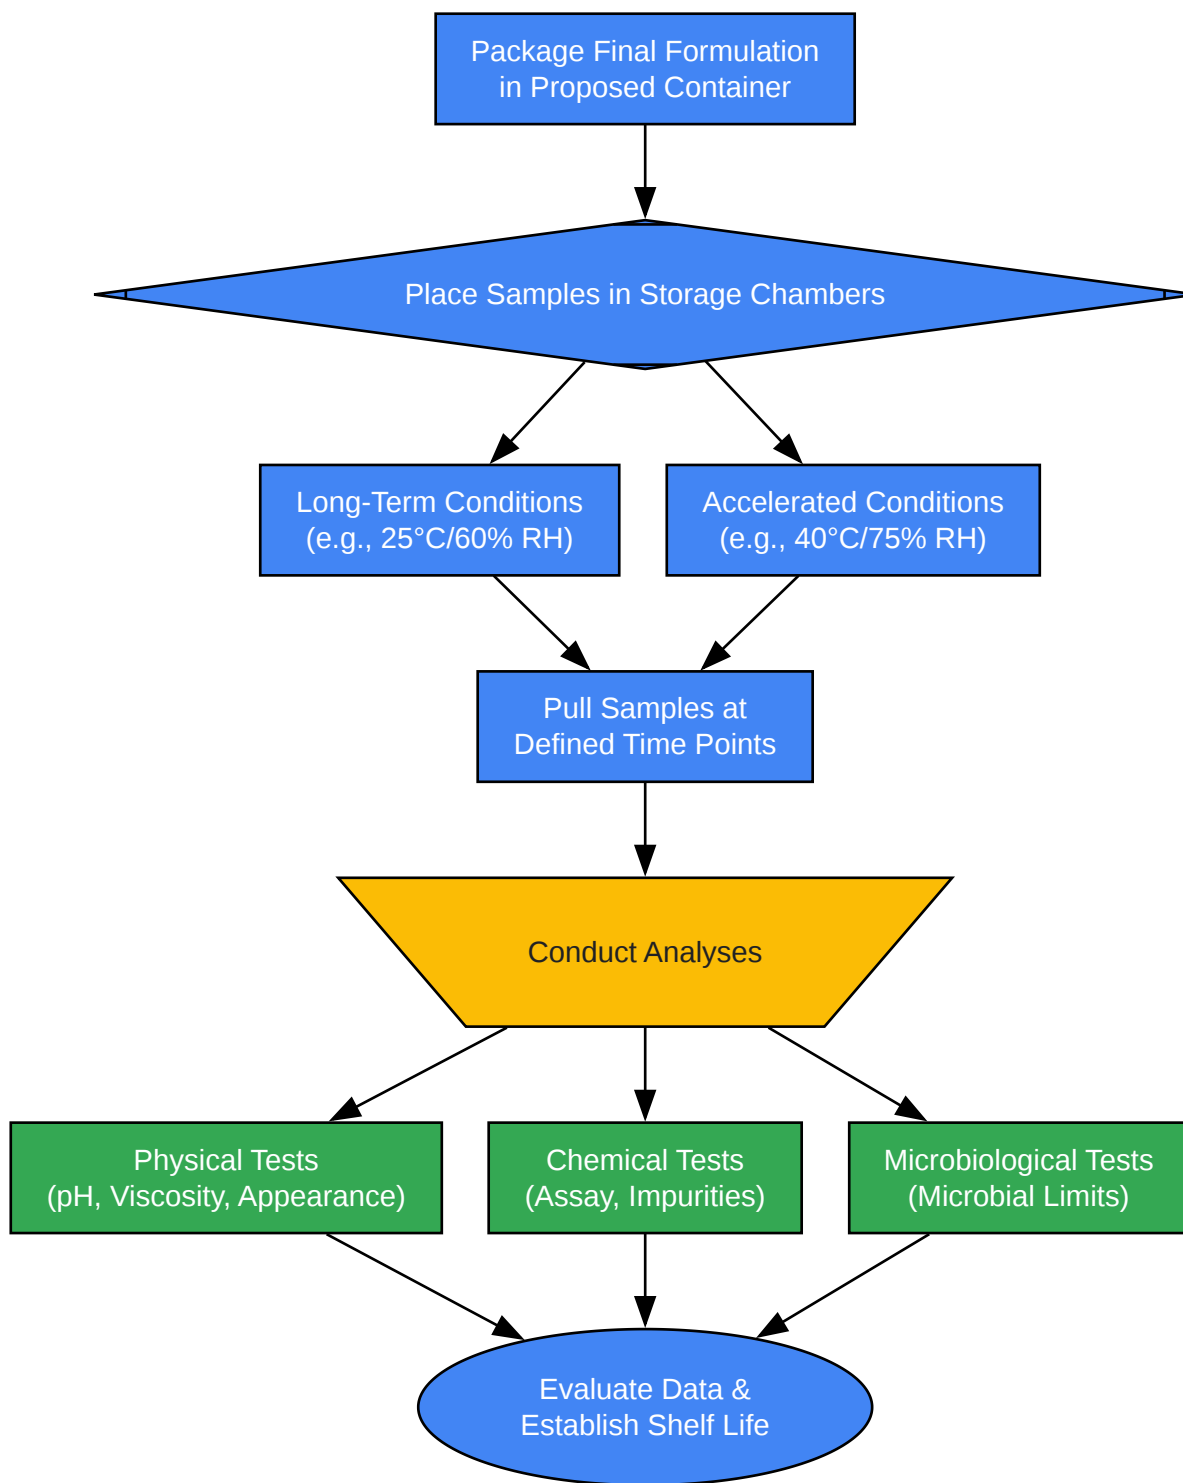 Package Final Formulation
in Proposed Container
Place Samples in Storage Chambers
Long-Term Conditions
(e.g., 25°C/60% RH)
Accelerated Conditions
(e.g., 40°C/75% RH)
Pull Samples at
Defined Time Points
Conduct Analyses
Physical Tests
(pH, Viscosity, Appearance)
Chemical Tests
(Assay, Impurities)
Microbiological Tests
(Microbial Limits)
Evaluate Data &
Establish Shelf Life